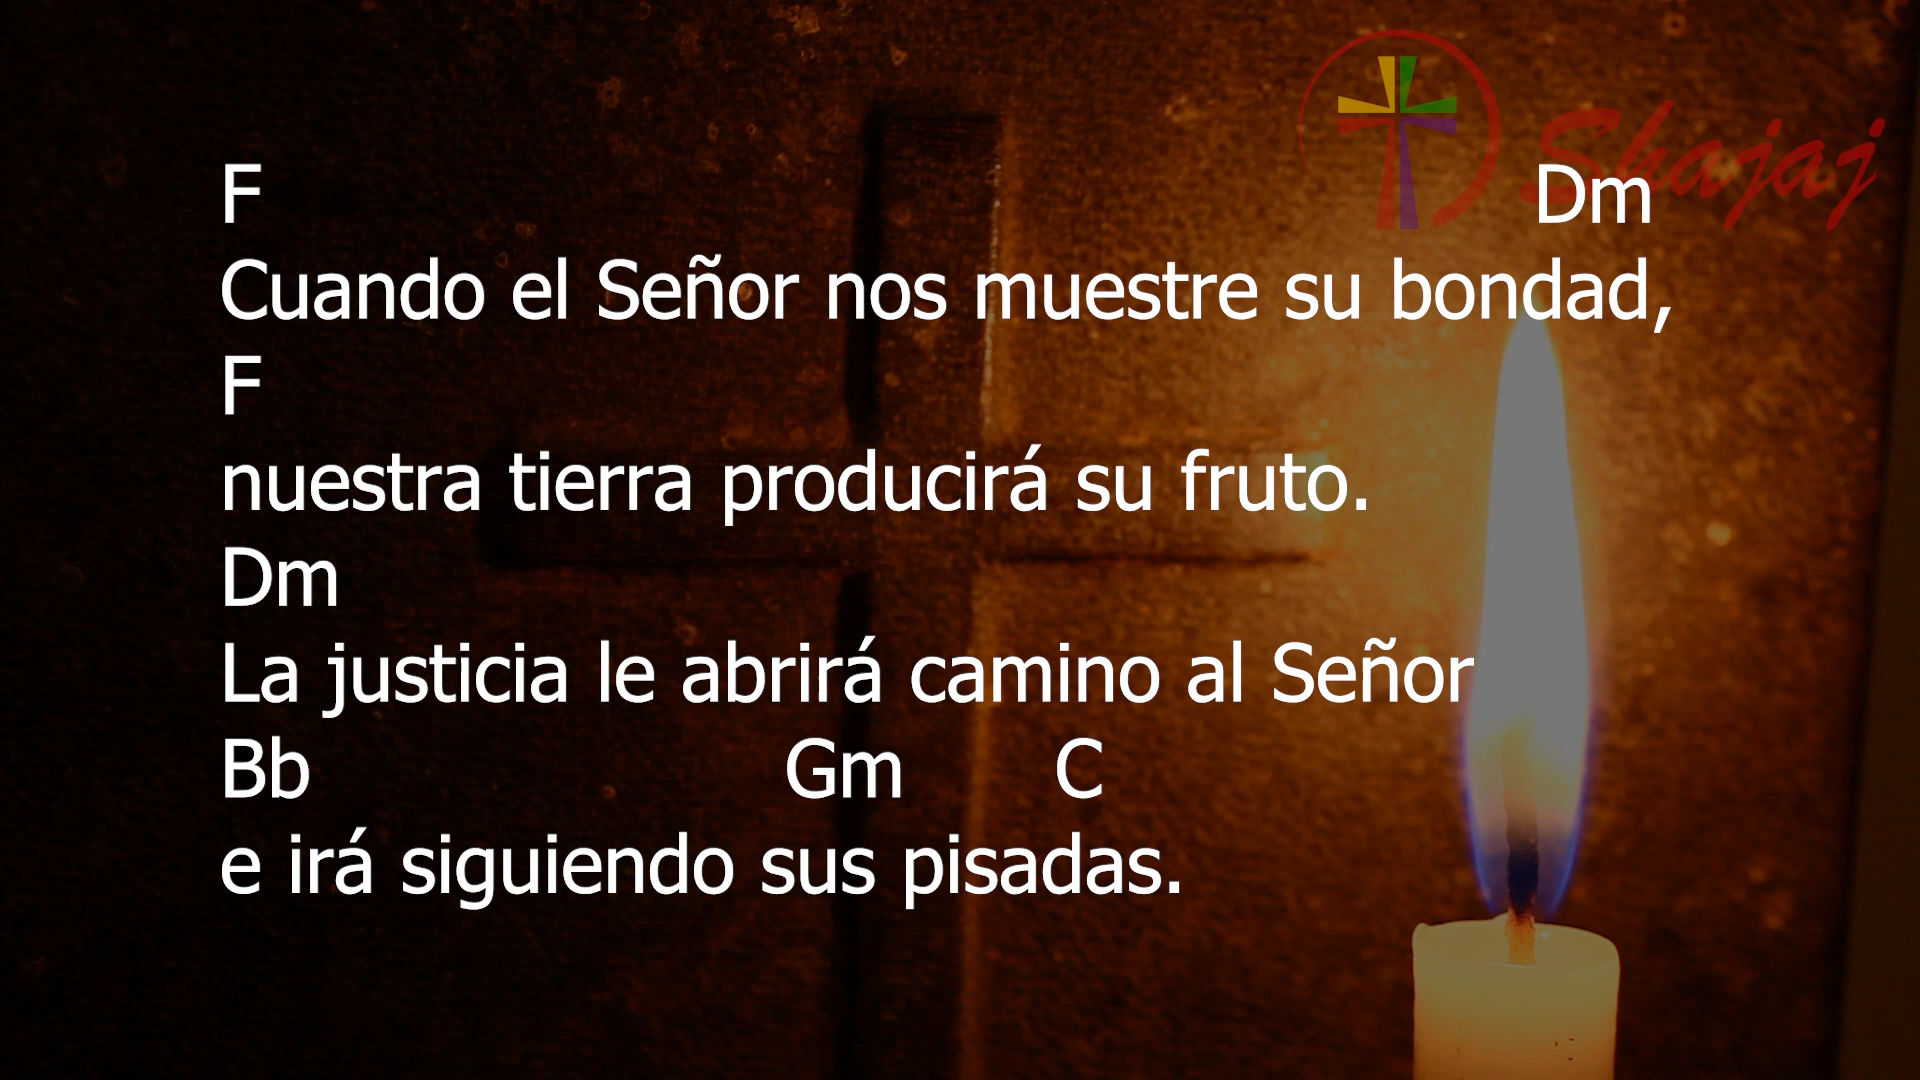 Shajaj
F Dm
Cuando el Señor nos muestre su bondad,
F
nuestra tierra producirá su fruto.
Dm
La justicia le abrirá camino al Señor
Bb Gm C
e irá siguiendo sus pisadas.